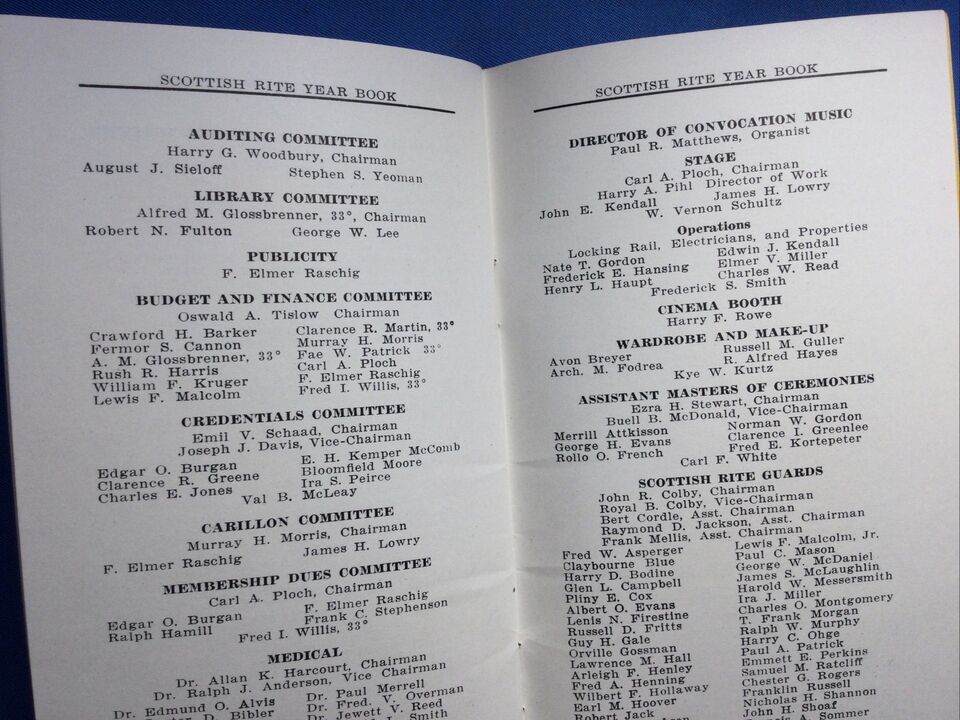 SCOTTISH RITE YEAR BOOK
AUDITING COMMITTEE
Harry G. Woodbury, Chairman
August J. Sieloff Stephen S. Yeoman
LIBRARY COMMITTEE
Alfred M. Glossbrenner, 33°, Chairman
Robert N. Fulton George W. Lee
PUBLICITY
F. Elmer Raschig
BUDGET AND FINANCE COMMITTEE
Oswald A. Tislow Chairman
Crawford H. Barker Clarence R. Martin, 33°
Fermor S. Cannon Murray H. Morris
A. M. Glossbrenner, 33° Fae W. Patrick 33°
Rush R. Harris Carl A. Ploch
William F. Kruger F. Elmer Raschig
Lewis F. Malcolm Fred I. Willis, 33°
CREDENTIALS COMMITTEE
Emil V. Schaad, Chairman
Joseph J. Davis, Vice-Chairman
Edgar O. Burgan E. H. Kemper McComb
Clarence R. Greene Bloomfield Moore
Charles E. Jones Ira S. Peirce
Val B. McLeay
CARILLON COMMITTEE
Murray H. Morris, Chairman
F. Elmer Raschig James H. Lowry
MEMBERSHIP DUES COMMITTEE
Carl A. Ploch, Chairman
Edgar O. Burgan F. Elmer Raschig
Ralph Hamill Frank C. Stephenson
Fred I. Willis, 33°
MEDICAL
Dr. Allan K. Harcourt, Chairman
Dr. Ralph J. Anderson, Vice Chairman
Dr. Edmund O. Alvis Dr. Paul Merrell
D. Bibler Dr. Fred. V. Overman
Dr. Jewett V. Reed
Smith
SCOTTISH RITE YEAR BOOK
DIRECTOR OF CONVOCATION MUSIC
Paul R. Matthews, Organist
STAGE
Carl A. Ploch, Chairman
Harry A. Pihl Director of Work
John E. Kendall James H. Lowry
W. Vernon Schultz
Operations
Locking Rail, Electricians, and Properties
Nate T. Gordon Edwin J. Kendall
Frederick E. Hansing Elmer V. Miller
Henry L. Haupt Charles W. Read
Frederick S. Smith
CINEMA BOOTH
Harry F. Rowe
WARDROBE AND MAKE-UP
Avon Breyer Russell M. Guller
Arch. M. Fodrea R. Alfred Hayes
Kye W. Kurtz
ASSISTANT MASTERS OF CEREMONIES
Ezra H. Stewart, Chairman
Buell B. McDonald, Vice-Chairman
Merrill Attkisson Norman W. Gordon
George H. Evans Clarence I. Greenlee
Rollo O. French Fred E. Kortepeter
Carl F. White
SCOTTISH RITE GUARDS
John R. Colby, Chairman
Royal B. Colby, Vice-Chairman
Bert Cordle, Asst. Chairman
Raymond D. Jackson, Asst. Chairman
Frank Mellis, Asst. Chairman
Fred W. Asperger Lewis F. Malcolm, Jr.
Claybourne Blue Paul C. Mason
Harry D. Bodine George W. McDaniel
Glen L. Campbell James S. McLaughlin
Pliny E. Cox Harold W. Messersmith
Albert O. Evans Ira J. Miller
Lenis N. Firestine Charles O. Montgomery
Russell D. Fritts T. Frank Morgan
Guy H. Gale Ralph W. Murphy
Orville Gossman Harry C. Ohge
Lawrence M. Hall Paul A. Patrick
Arleigh F. Henley Emmett E. Perkins
Fred A. Henning Samuel M. Ratcliff
Wilbert F. Holloway Chester G. Rogers
Earl M. Hoover Franklin Russell
Robert Jack Nicholas H. Shannon
John H. Shoaf
A. Sommer